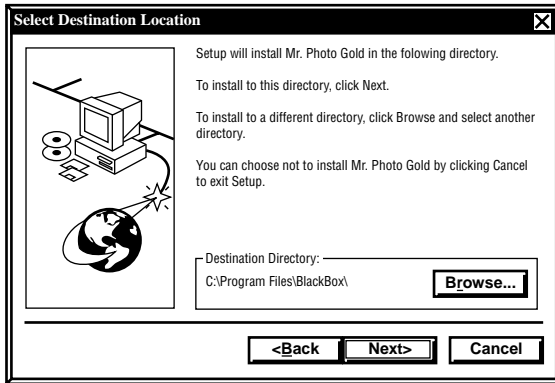 Select Destination Location
Setup will install Mr. Photo Gold in the folowing directory.
To install to this directory, click Next.
To install to a different directory, click Browse and select another
directory.
You can choose not to install Mr. Photo Gold by clicking Cancel
to exit Setup.
Destination Directory:
C:\Program Files\BlackBox\
Browse...
<Back
Next>
Cancel